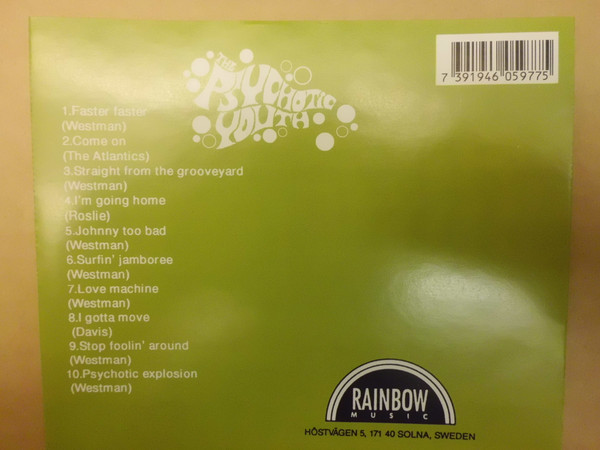 THE
PSYCHOTIC
YOUTH
7 391946 059775
1.Faster faster
(Westman)
2.Come on
(The Atlantics)
3.Straight from the grooveyard
(Westman)
4.I'm going home
(Roslie)
5.Johnny too bad
(Westman)
6.Surfin' jamboree
(Westman)
7.Love machine
(Westman)
8.I gotta move
(Davis)
9.Stop foolin' around
(Westman)
10.Psychotic explosion
(Westman)
RAINBOW
MUSIC
HÖSTVÄGEN 5, 171 40 SOLNA, SWEDEN